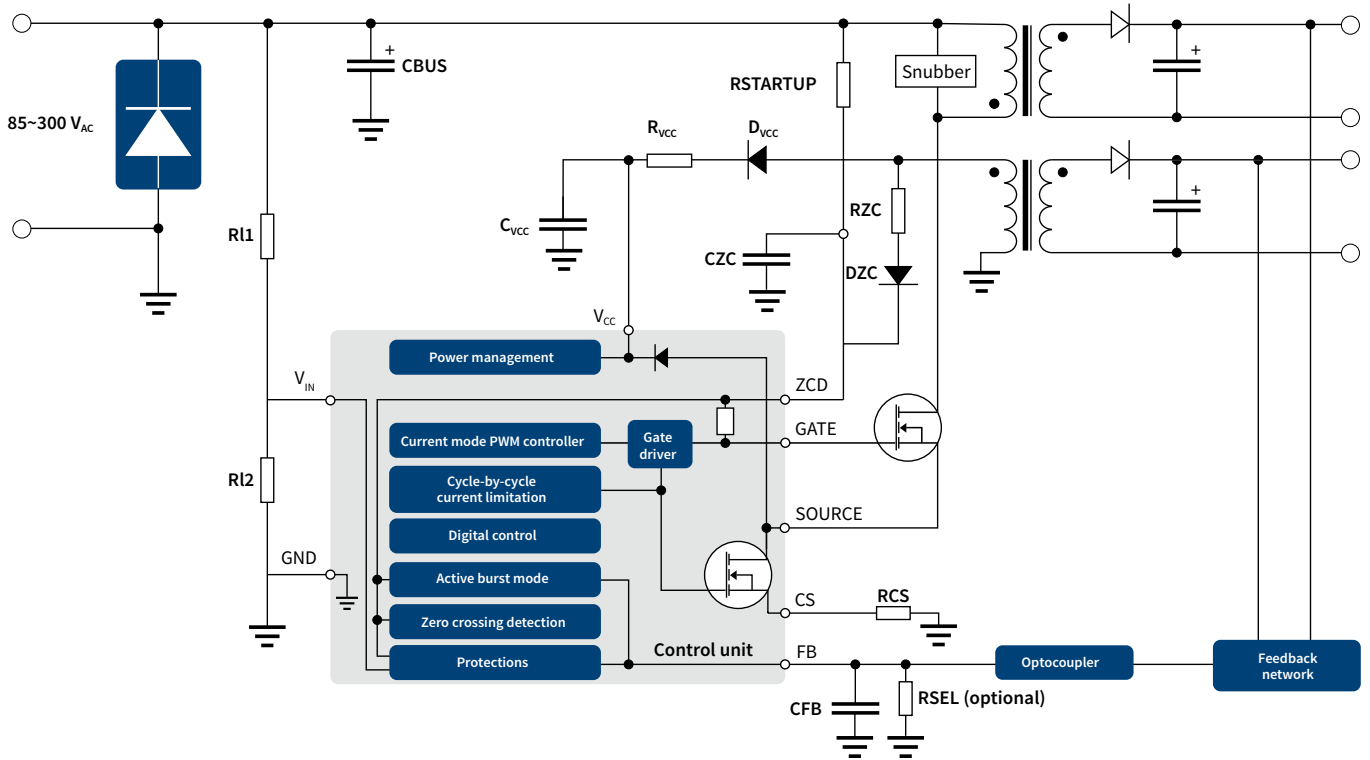 +
CBUS
RSTARTUP
Snubber
+
85~300 VAC
RVCC
DVCC
RZC
+
Rl1
CVCC
CZC
DZC
VCC
Power management
VIN
ZCD
Current mode PWM controller
Gate
driver
GATE
Rl2
Cycle-by-cycle
current limitation
SOURCE
Digital control
GND
Active burst mode
CS
RCS
Zero crossing detection
Control unit
FB
Protections
Optocoupler
Feedback
network
CFB
RSEL (optional)